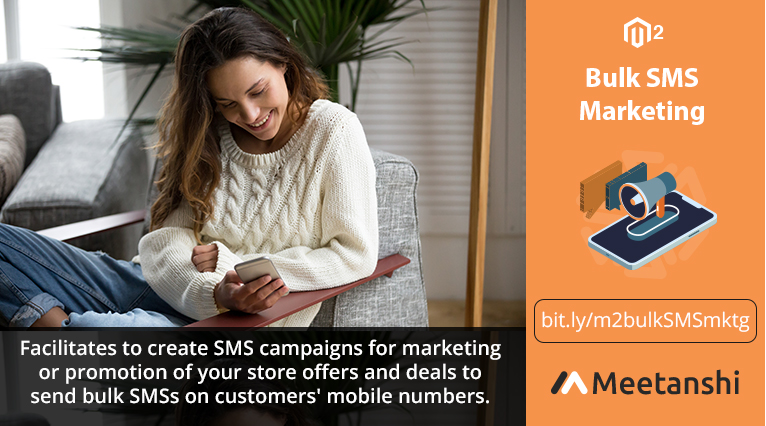 2
Bulk SMS
Marketing
bit.ly/m2bulkSMSmktg
Meetanshi
Facilitates to create SMS campaigns for marketing
or promotion of your store offers and deals to
send bulk SMSs on customers' mobile numbers.